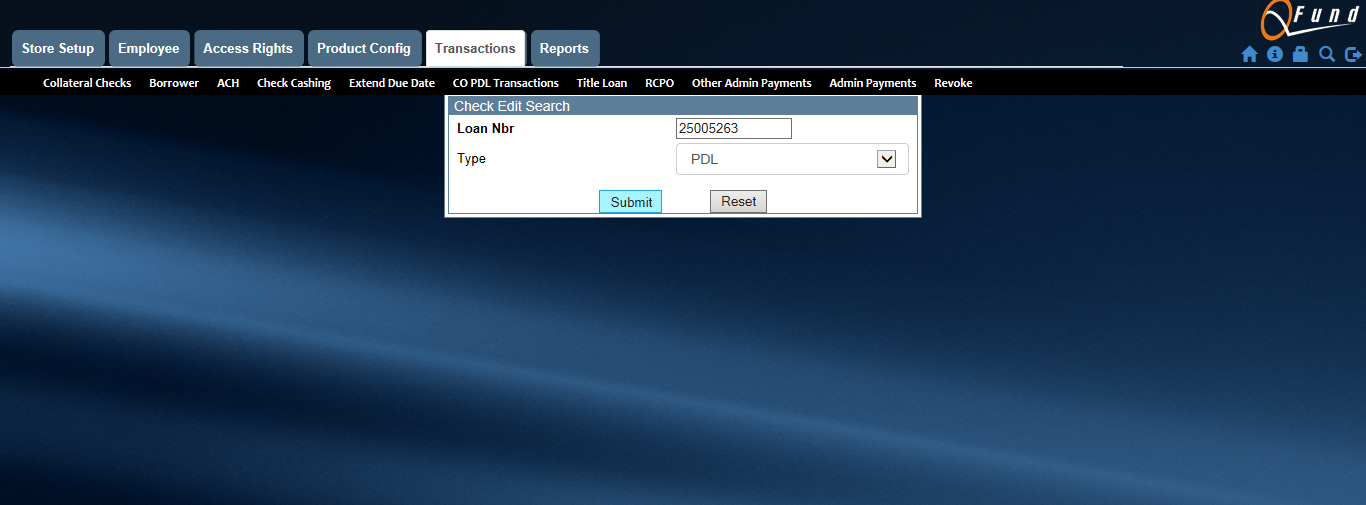 Fund
Store Setup Employee Access Rights Product Config Transactions Reports
Collateral Checks Borrower ACH Check Cashing Extend Due Date CO PDL Transactions Title Loan RCPO Other Admin Payments Admin Payments Revoke
Check Edit Search
Loan Nbr 25005263
Type PDL
Submit Reset